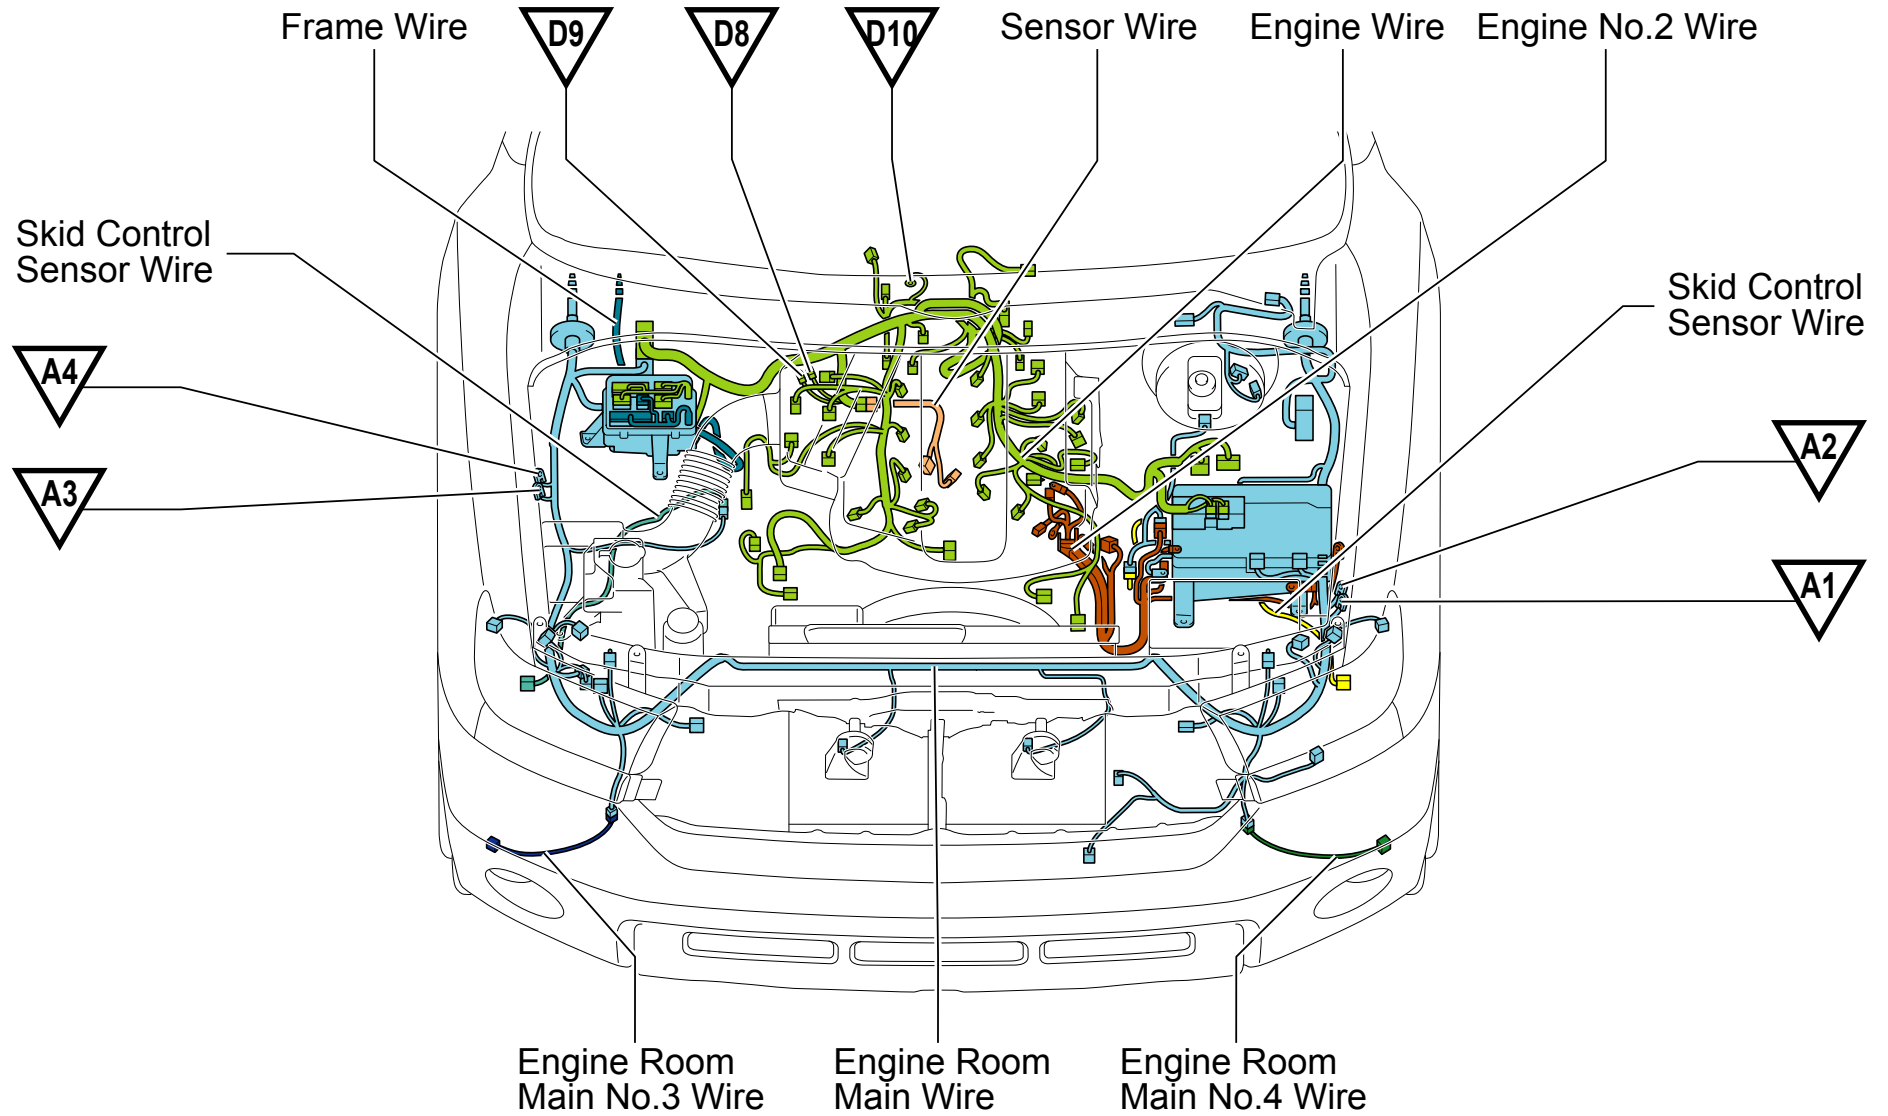 Frame Wire
D9
D8
D10
Sensor Wire
Engine Wire
Engine No.2 Wire
Skid Control
Sensor Wire
Skid Control
Sensor Wire
A4
A3
A2
A1
Engine Room
Main No.3 Wire
Engine Room
Main Wire
Engine Room
Main No.4 Wire